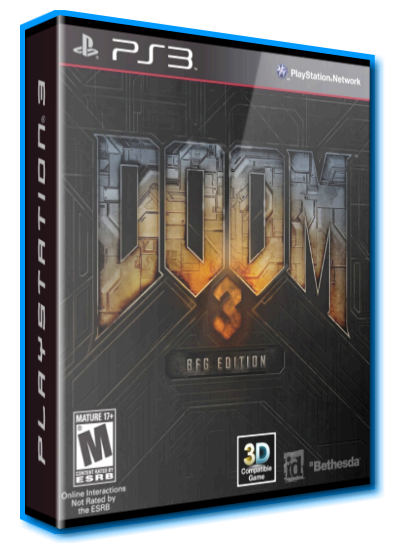 PLAYSTATION®3
PS3
PlayStation®Network
DOOM
3
BFG EDITION
MATURE 17+
M
CONTENT RATED BY
ESRB
Online Interactions
Not Rated by
the ESRB
3D
Compatible
Game
id
Bethesda